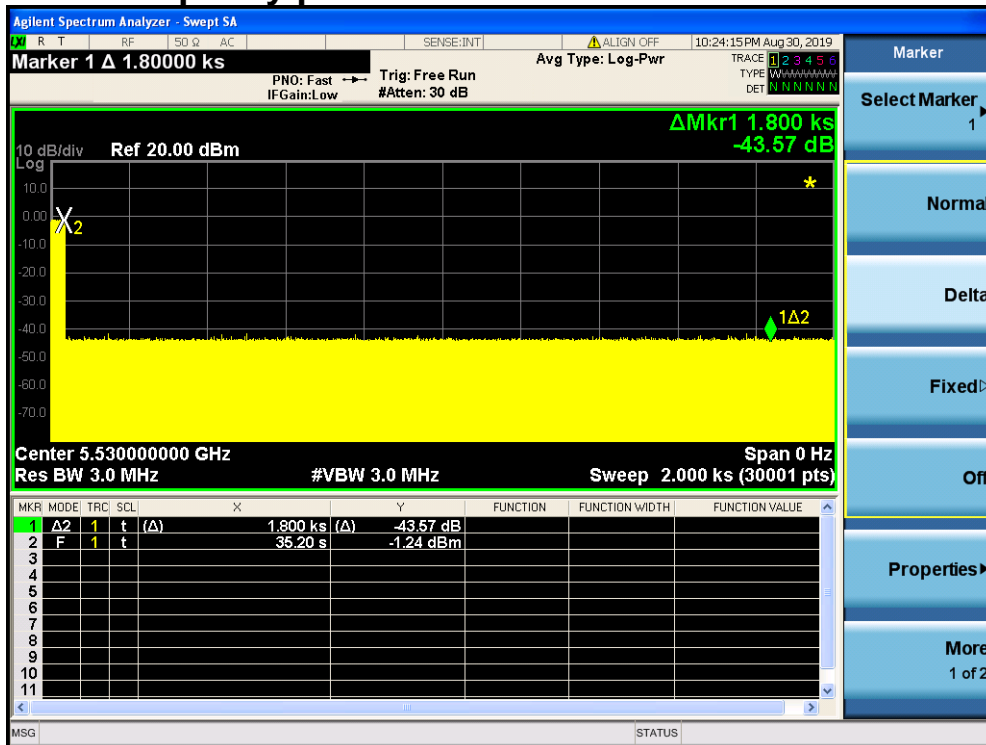 Agilent Spectrum Analyzer - Swept SA
LXI R T RF 50 Ω AC SENSE:INT ALIGN OFF 10:24:15 PM Aug 30, 2019
Marker 1 Δ 1.80000 ks
PNO: Fast
IFGain:Low
Trig: Free Run
#Atten: 30 dB
Avg Type: Log-Pwr
TRACE 1 2 3 4 5 6
TYPE
DET N N N N N N
ΔMkr1 1.800 ks
-43.57 dB
10 dB/div Ref 20.00 dBm
Log
10.0
0.00
-10.0
-20.0
-30.0
-40.0
-50.0
-60.0
-70.0
X2
*
1Δ2
Center 5.530000000 GHz Span 0 Hz
Res BW 3.0 MHz #VBW 3.0 MHz Sweep 2.000 ks (30001 pts)
MKR MODE TRC SCL X Y FUNCTION FUNCTION WIDTH FUNCTION VALUE
1 Δ2 1 t (Δ) 1.800 ks (Δ) -43.57 dB
2 F 1 t 35.20 s -1.24 dBm
3
4
5
6
7
8
9
10
11
MSG STATUS
Marker
Select Marker
1
Normal
Delta
Fixed
Off
Properties
More
1 of 2